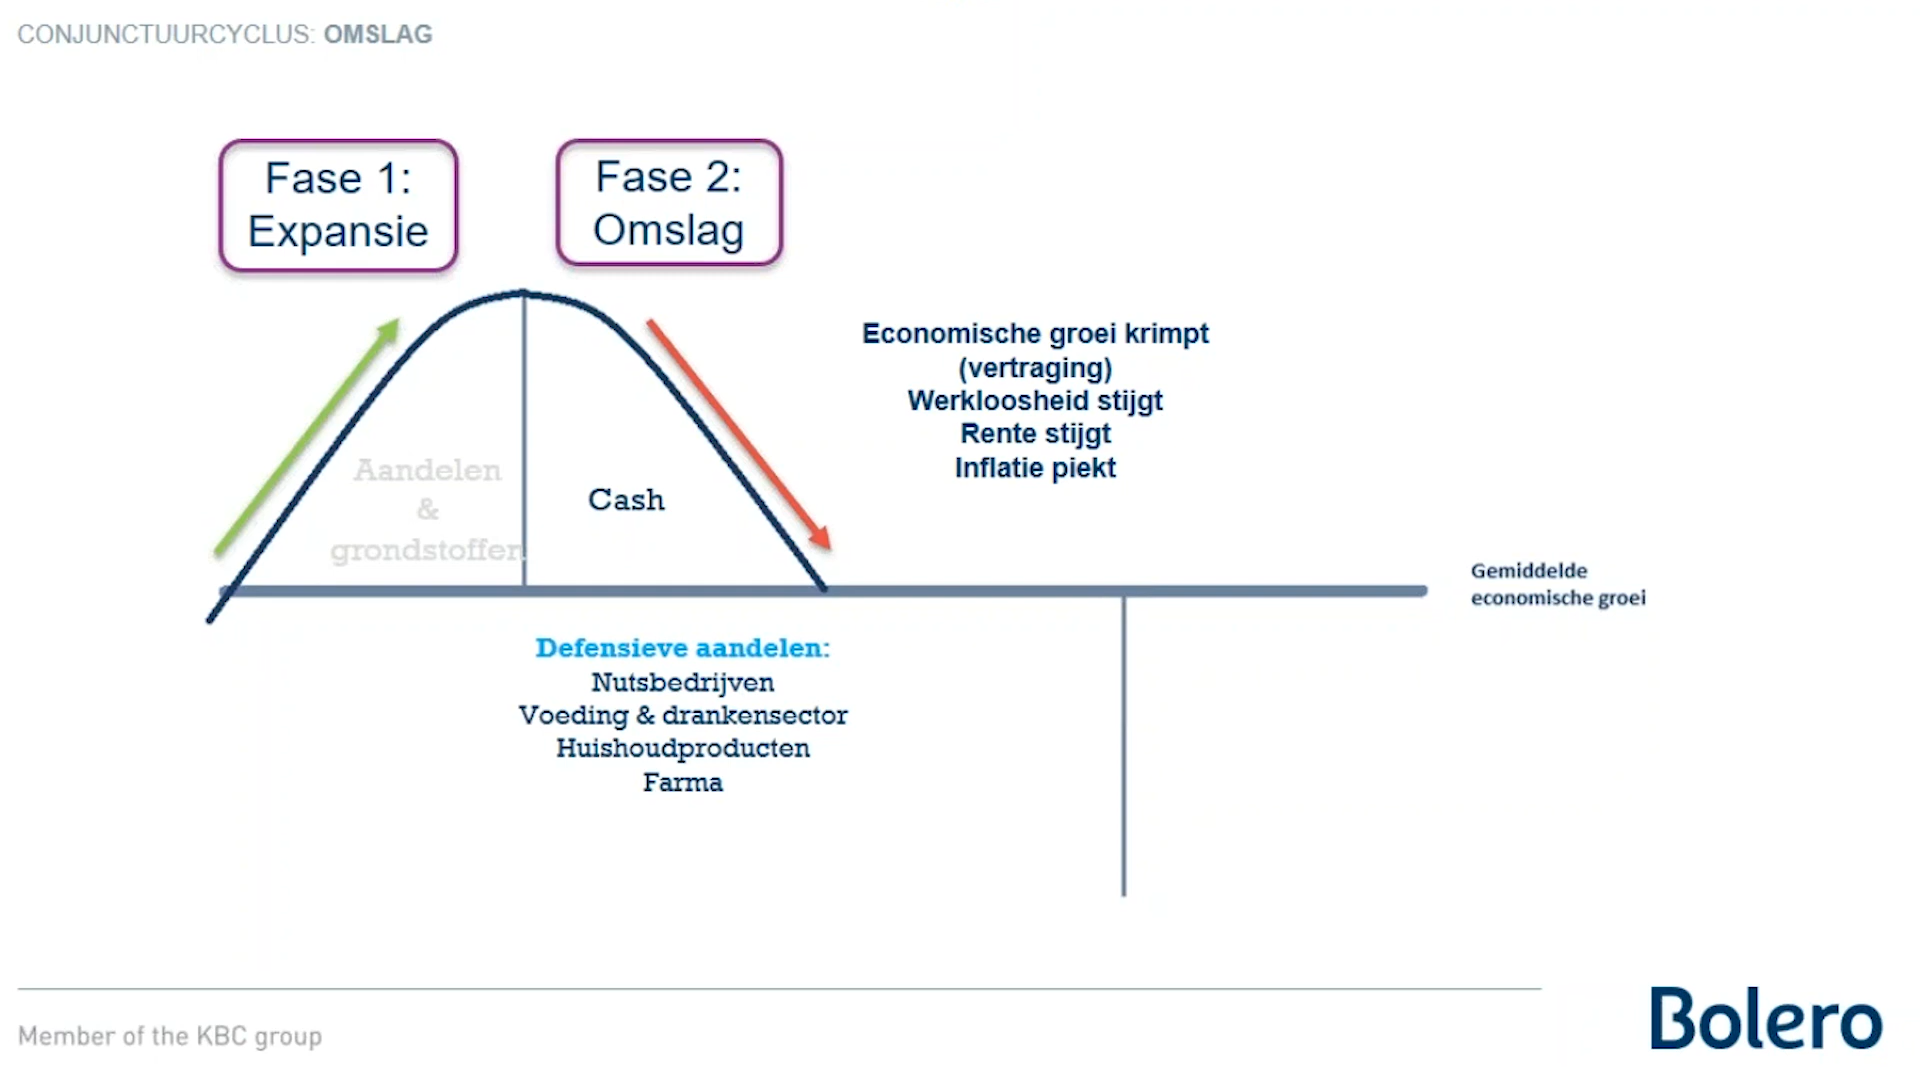 CONJUNCTUURCYCLUS: OMSLAG
Fase 1:
Expansie
Fase 2:
Omslag
Economische groei krimpt
(vertraging)
Werkloosheid stijgt
Rente stijgt
Inflatie piekt
Aandelen
&
grondstoffen
Cash
Gemiddelde
economische groei
Defensieve aandelen:
Nutsbedrijven
Voeding & drankensector
Huishoudproducten
Farma
Member of the KBC group
Bolero